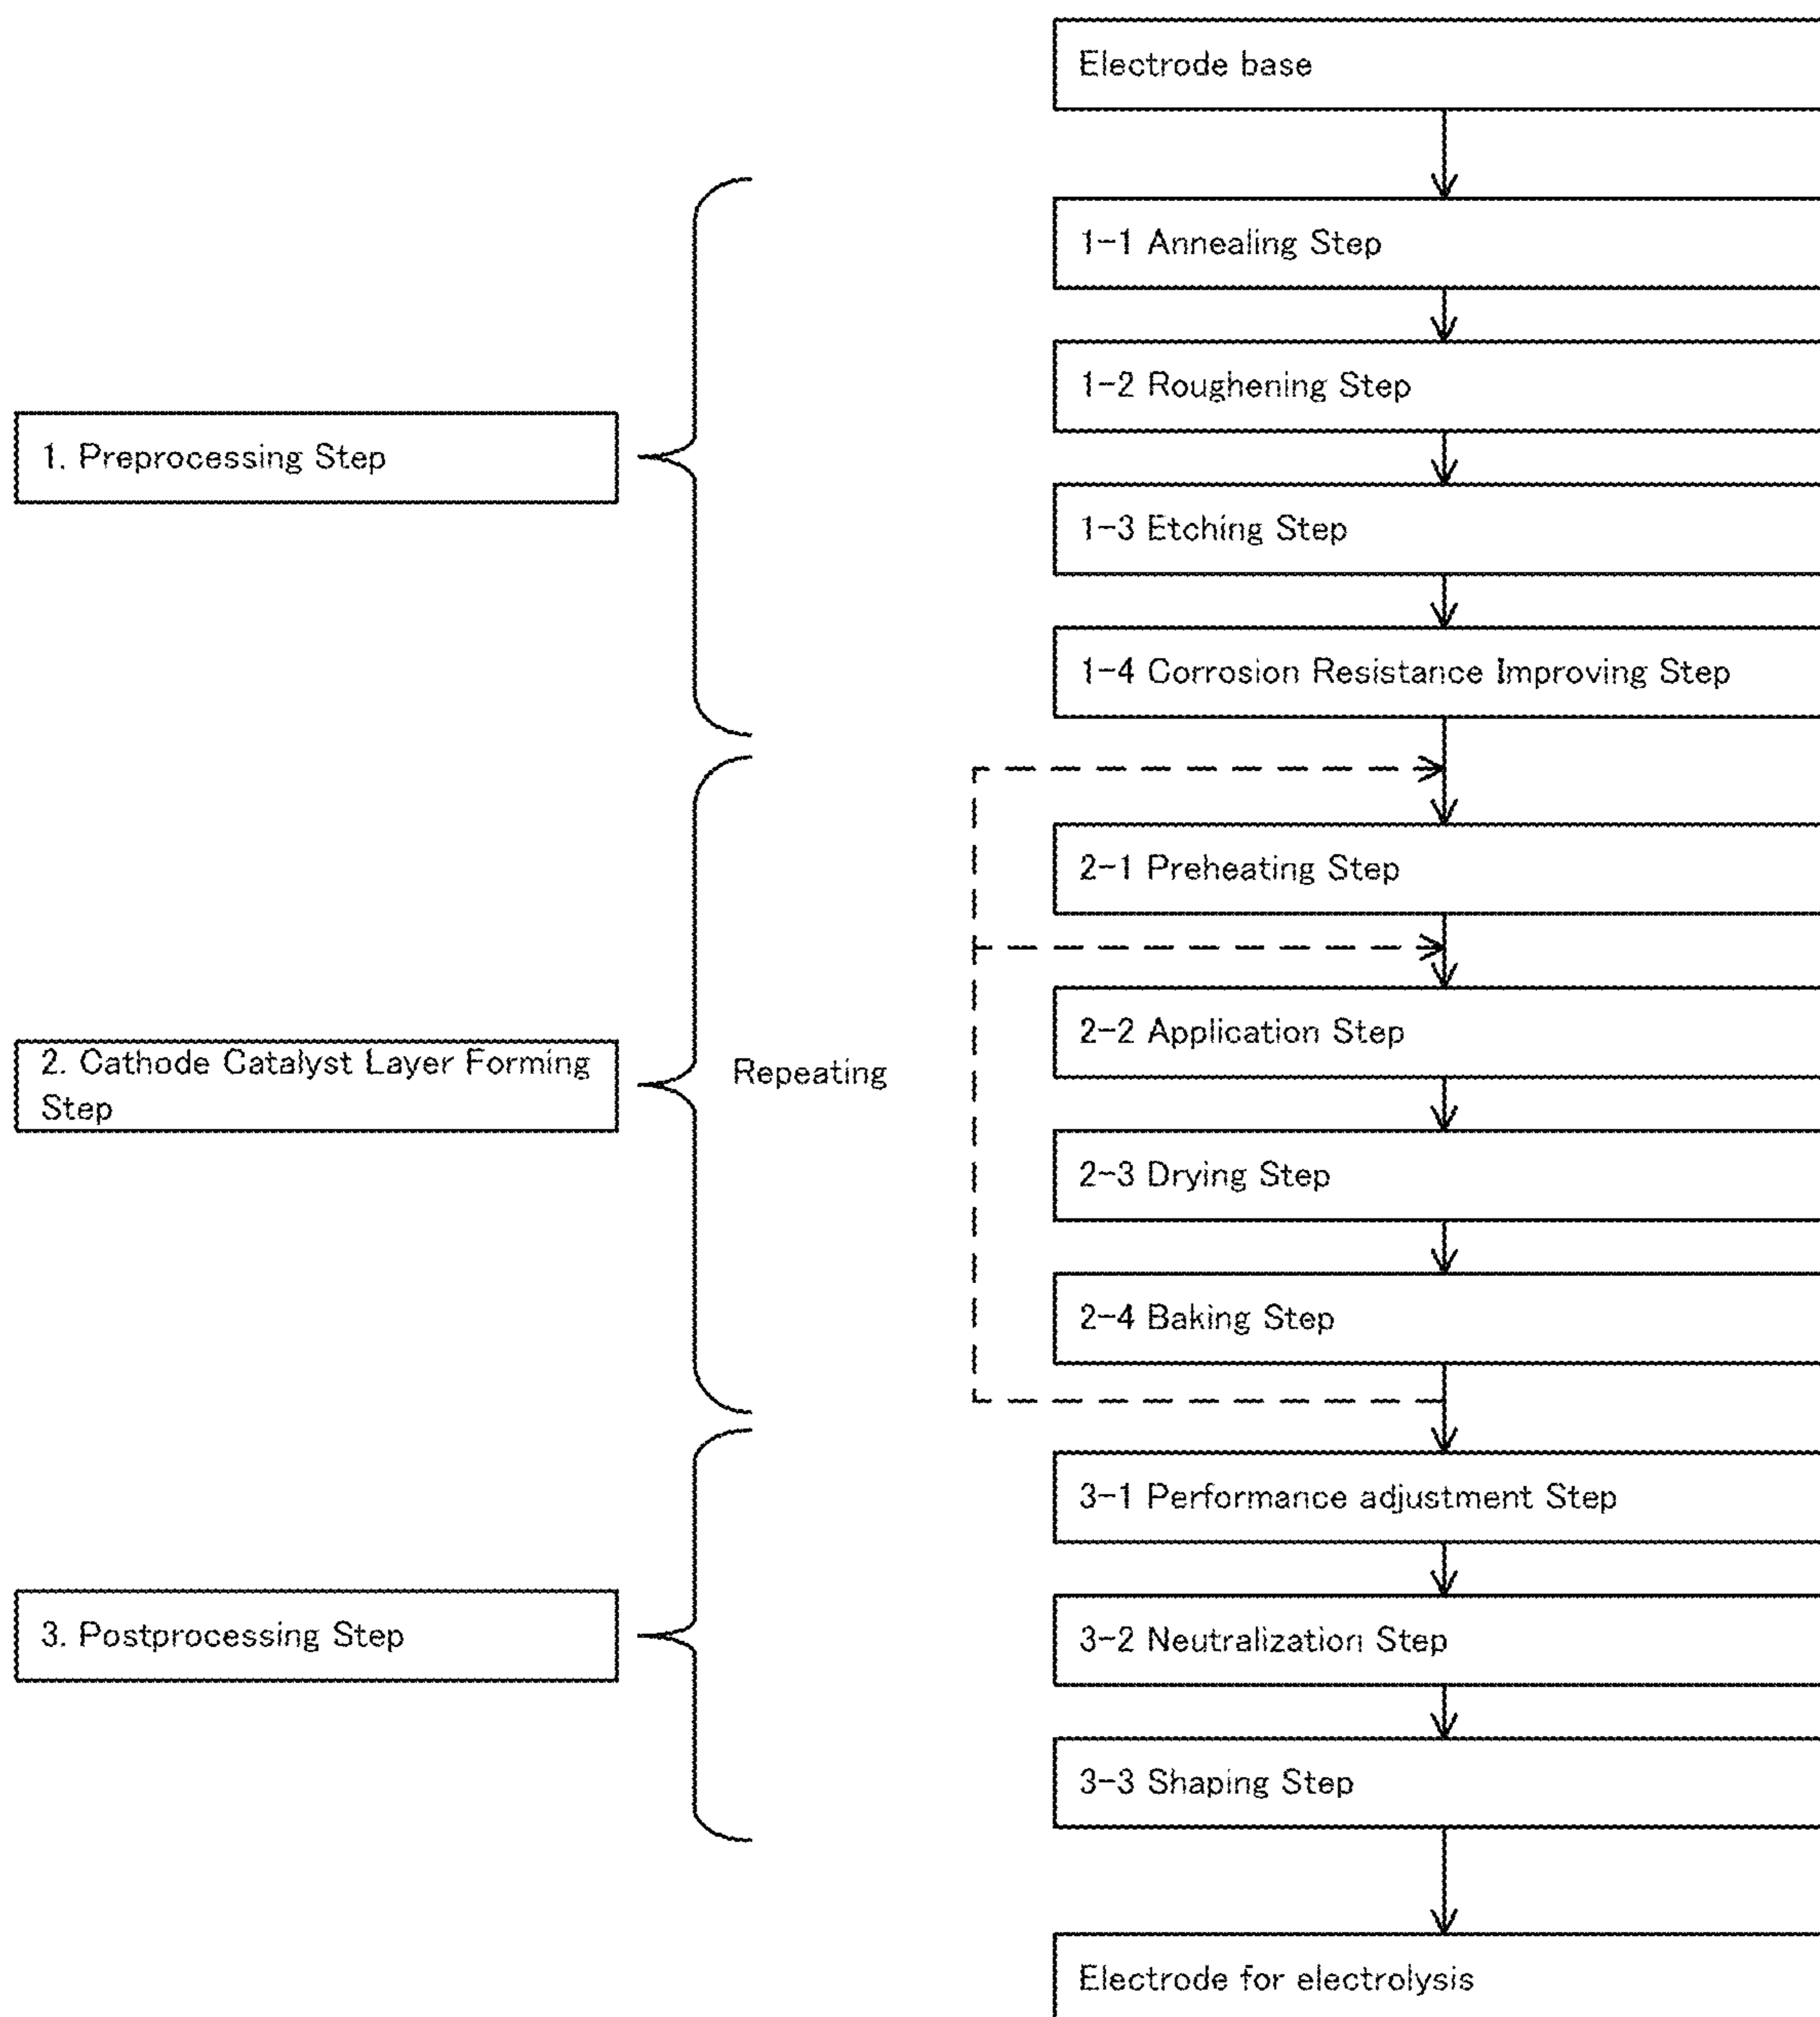 Electrode base
1-1 Annealing Step
1-2 Roughening Step
1. Preprocessing Step
1-3 Etching Step
1-4 Corrosion Resistance Improving Step
2-1 Preheating Step
2-2 Application Step
2. Cathode Catalyst Layer Forming
Step
Repeating
2-3 Drying Step
2-4 Baking Step
3-1 Performance adjustment Step
3. Postprocessing Step
3-2 Neutralization Step
3-3 Shaping Step
Electrode for electrolysis